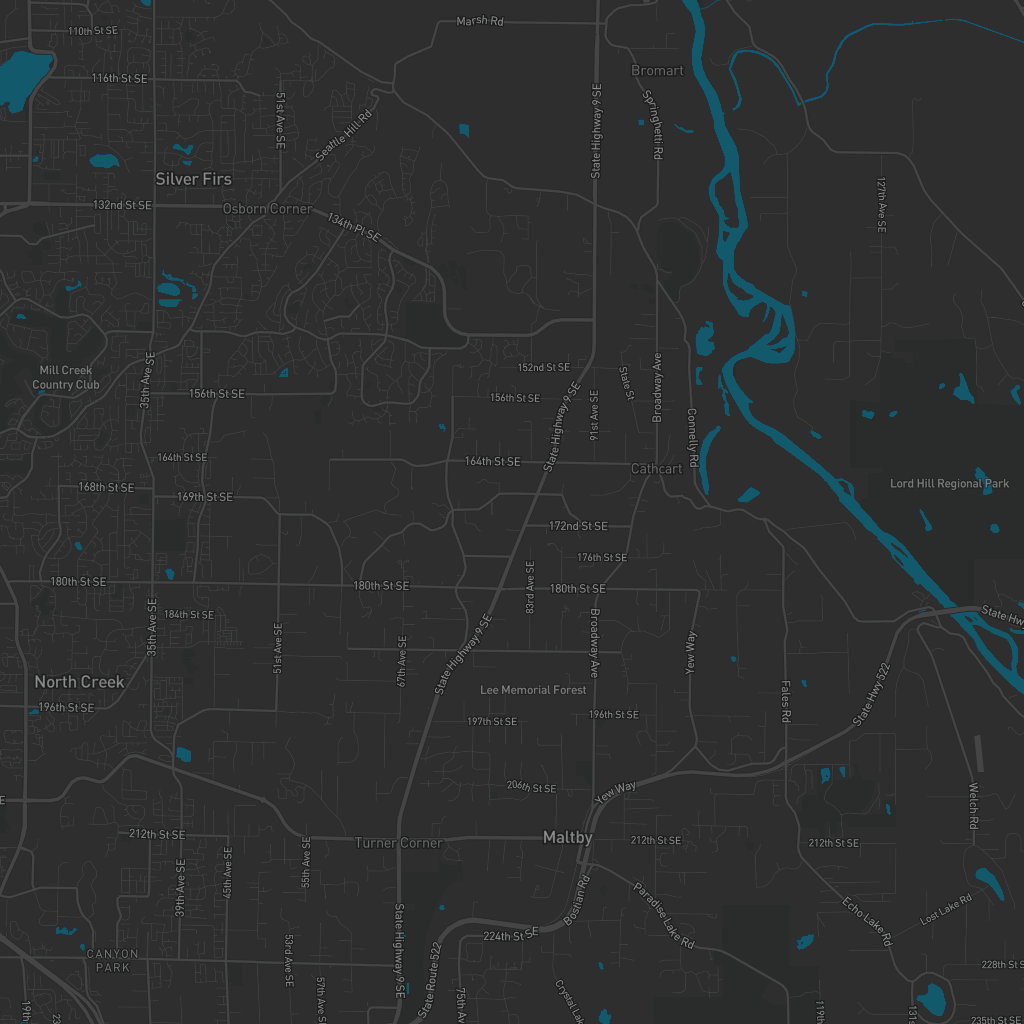 Marsh Rd
110th St SE
Bromart
116th St SE
51st Ave SE
Seattle Hill Rd
State Highway 9 SE
Springhetti Rd
Silver Firs
127th Ave SE
132nd St SE
Osborn Corner
134th Pl SE
Mill Creek
Country Club
35th Ave SE
152nd St SE
156th St SE
156th St SE
State Highway 9 SE
91st Ave SE
State St
Broadway Ave
Connelly Rd
164th St SE
164th St SE
Cathcart
168th St SE
169th St SE
Lord Hill Regional Park
172nd St SE
176th St SE
180th St SE
180th St SE
83rd Ave SE
180th St SE
184th St SE
35th Ave SE
51st Ave SE
67th Ave SE
State Highway 9 SE
Broadway Ave
Yew Way
State Hw
North Creek
Lee Memorial Forest
196th St SE
197th St SE
196th St SE
Fales Rd
State Hwy 522
206th St SE
Yew Way
E
Welch Rd
212th St SE
Turner Corner
Maltby
212th St SE
212th St SE
39th Ave SE
45th Ave SE
55th Ave SE
State Highway 9 SE
Bostian Rd
Paradise Lake Rd
Echo Lake Rd
Lost Lake Rd
224th St SE
CANYON
PARK
53rd Ave SE
57th Ave S
State Route 522
75th Av
Crystal Lak
228th St SE
19th
23
119th
131s
235th St SE